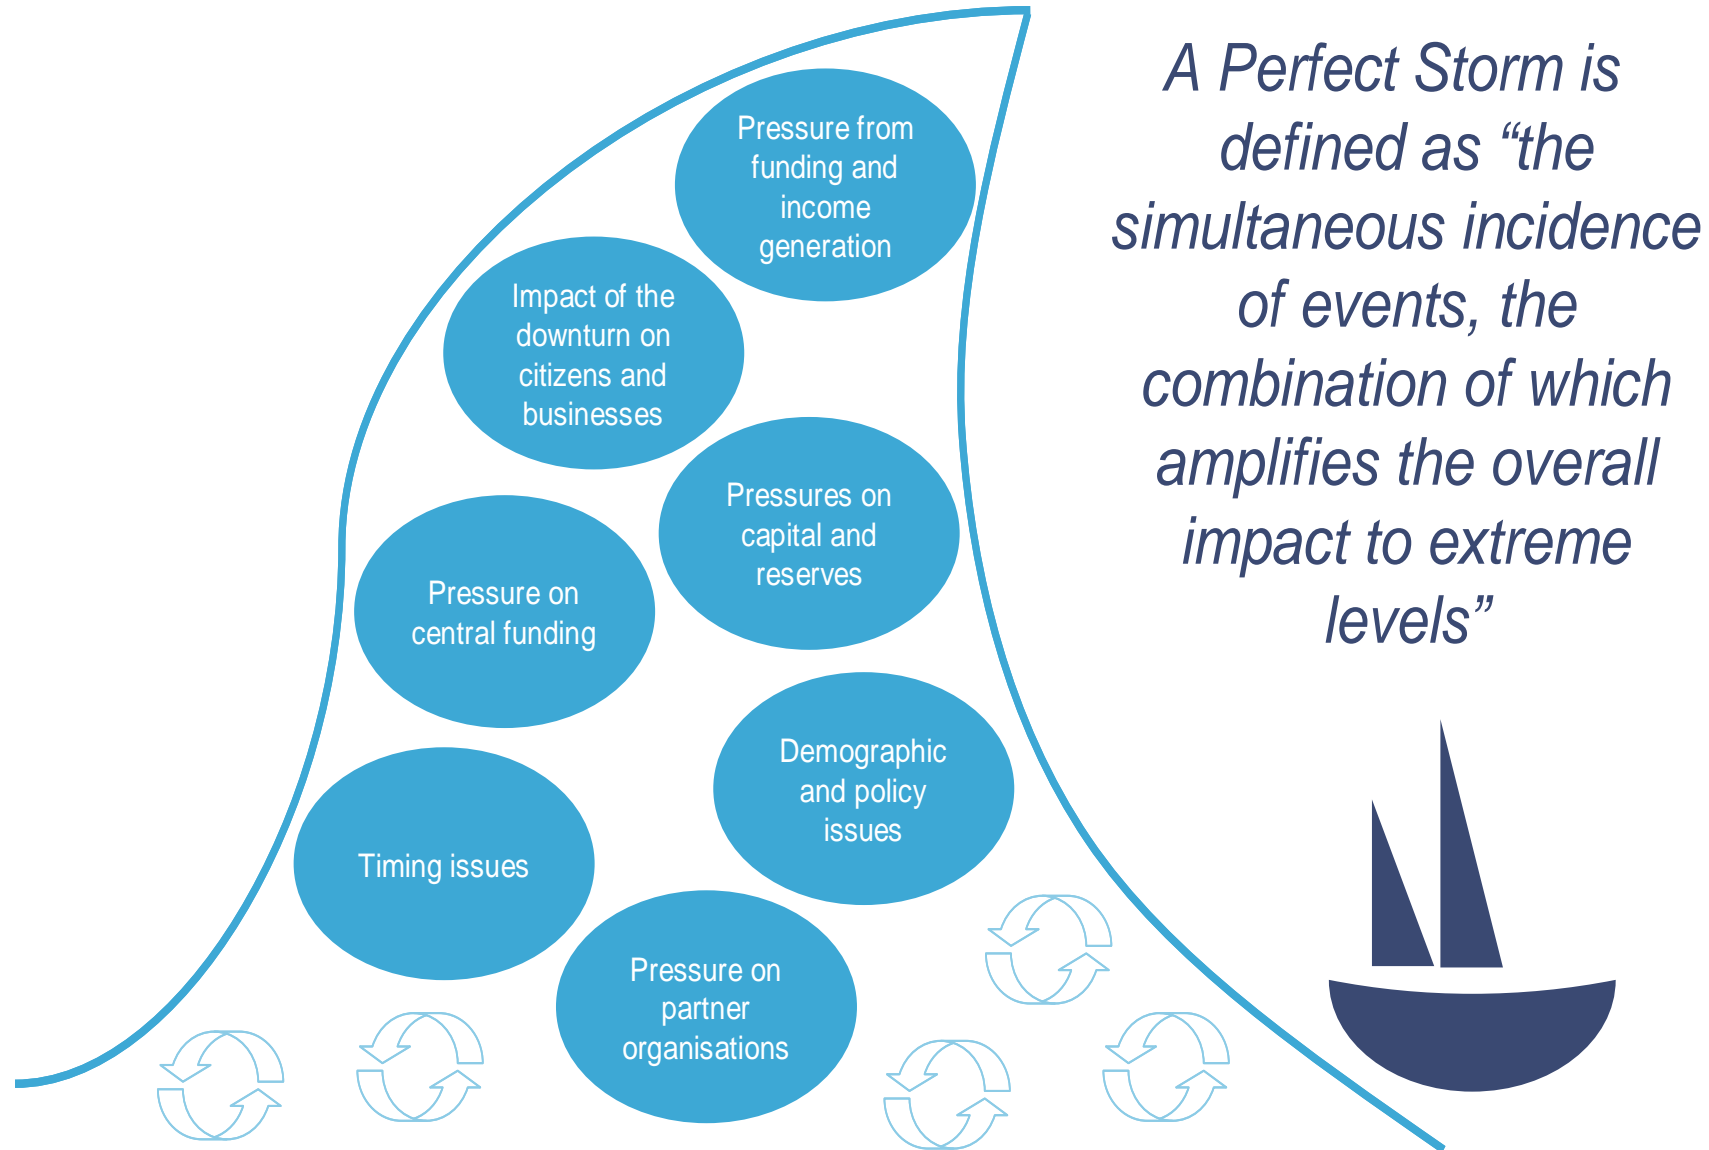 A Perfect Storm is
defined as “the
simultaneous incidence
of events, the
combination of which
amplifies the overall
impact to extreme
levels”
Pressure from
funding and
income
generation
Impact of the
downturn on
citizens and
businesses
Pressures on
capital and
reserves
Pressure on
central funding
Demographic
and policy
issues
Timing issues
Pressure on
partner
organisations